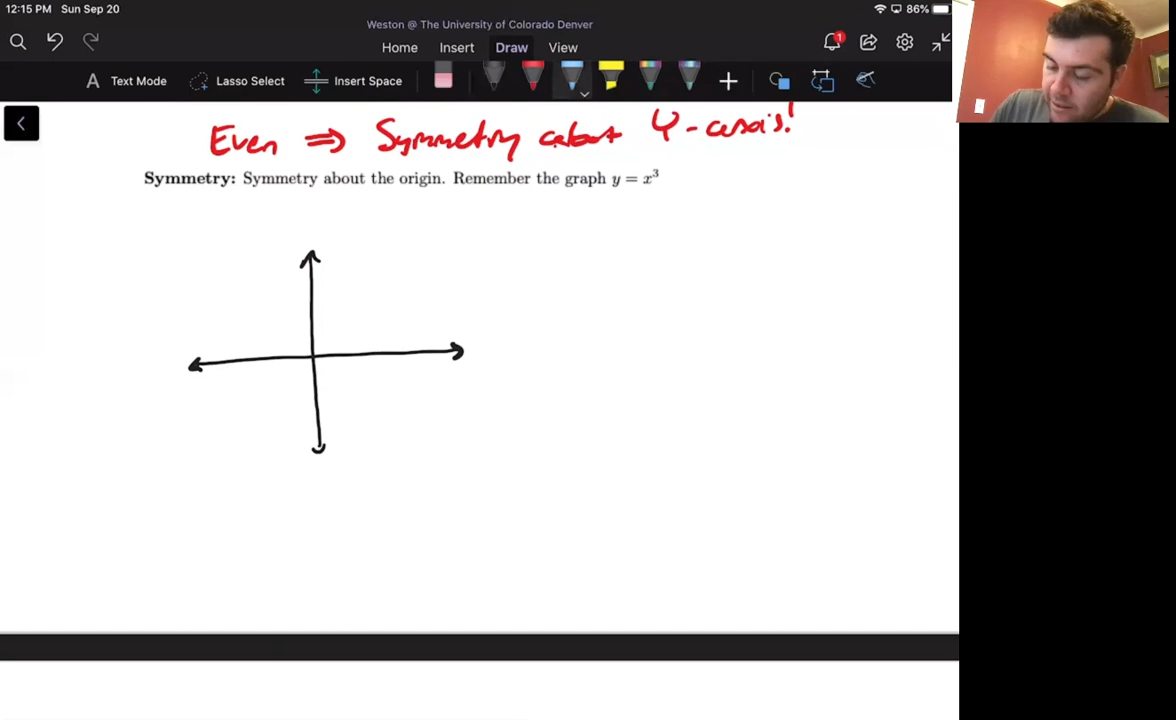 12:15 PM Sun Sep 20
86%
Weston @ The University of Colorado Denver
Home Insert Draw View
1
Text Mode Lasso Select Insert Space
Even ⇒ Symmetry about Y-axis!
Symmetry: Symmetry about the origin. Remember the graph y = x³